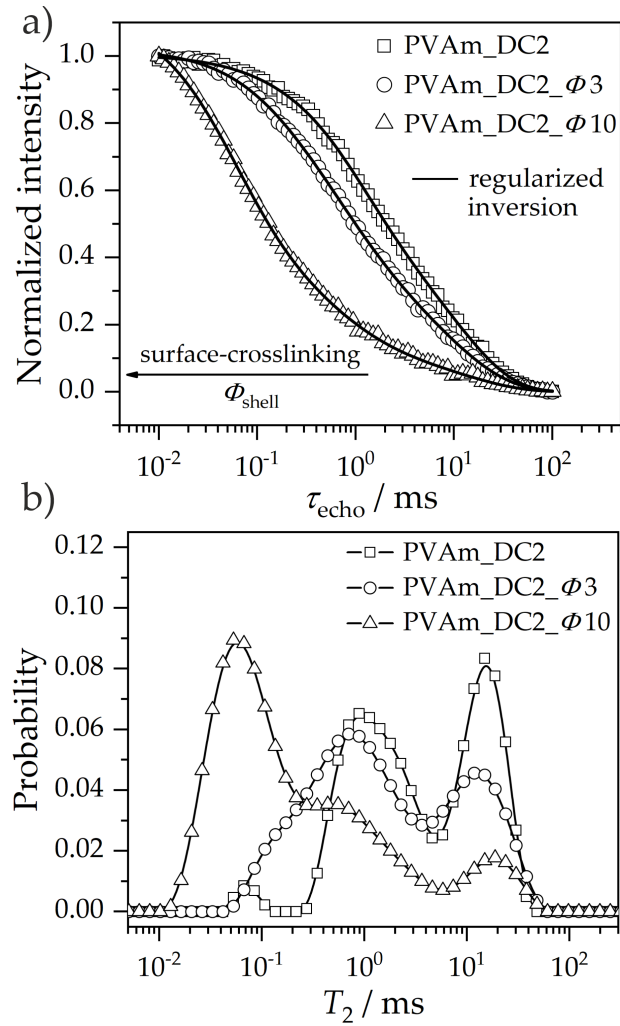 a)
PVAm_DC2
PVAm_DC2_Φ3
PVAm_DC2_Φ10
regularized
inversion
surface-crosslinking
Φshell
Normalized intensity
1.0
0.8
0.6
0.4
0.2
0.0
10⁻² 10⁻¹ 10⁰ 10¹ 10²
τecho / ms
b)
PVAm_DC2
PVAm_DC2_Φ3
PVAm_DC2_Φ10
Probability
0.12
0.10
0.08
0.06
0.04
0.02
0.00
10⁻² 10⁻¹ 10⁰ 10¹ 10²
T₂ / ms